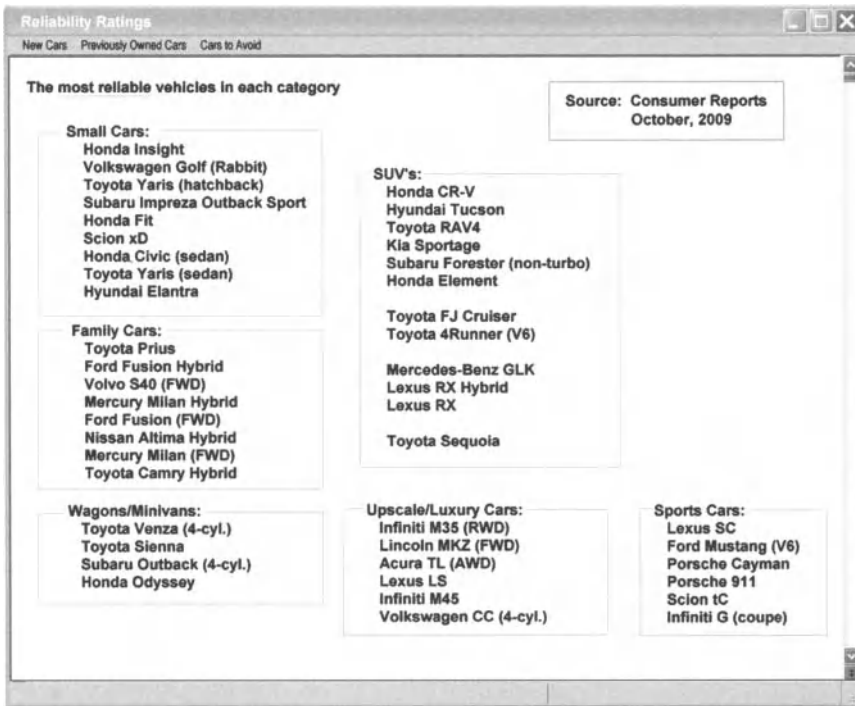 Reliability Ratings
New Cars Previously Owned Cars Cars to Avoid
The most reliable vehicles in each category
Source: Consumer Reports
October, 2009
Small Cars:
Honda Insight
Volkswagen Golf (Rabbit)
Toyota Yaris (hatchback)
Subaru Impreza Outback Sport
Honda Fit
Scion xD
Honda Civic (sedan)
Toyota Yaris (sedan)
Hyundai Elantra
Family Cars:
Toyota Prius
Ford Fusion Hybrid
Volvo S40 (FWD)
Mercury Milan Hybrid
Ford Fusion (FWD)
Nissan Altima Hybrid
Mercury Milan (FWD)
Toyota Camry Hybrid
SUV's:
Honda CR-V
Hyundai Tucson
Toyota RAV4
Kia Sportage
Subaru Forester (non-turbo)
Honda Element
Toyota FJ Cruiser
Toyota 4Runner (V6)
Mercedes-Benz GLK
Lexus RX Hybrid
Lexus RX
Toyota Sequoia
Wagons/Minivans:
Toyota Venza (4-cyl.)
Toyota Sienna
Subaru Outback (4-cyl.)
Honda Odyssey
Upscale/Luxury Cars:
Infiniti M35 (RWD)
Lincoln MKZ (FWD)
Acura TL (AWD)
Lexus LS
Infiniti M45
Volkswagen CC (4-cyl.)
Sports Cars:
Lexus SC
Ford Mustang (V6)
Porsche Cayman
Porsche 911
Scion tC
Infiniti G (coupe)